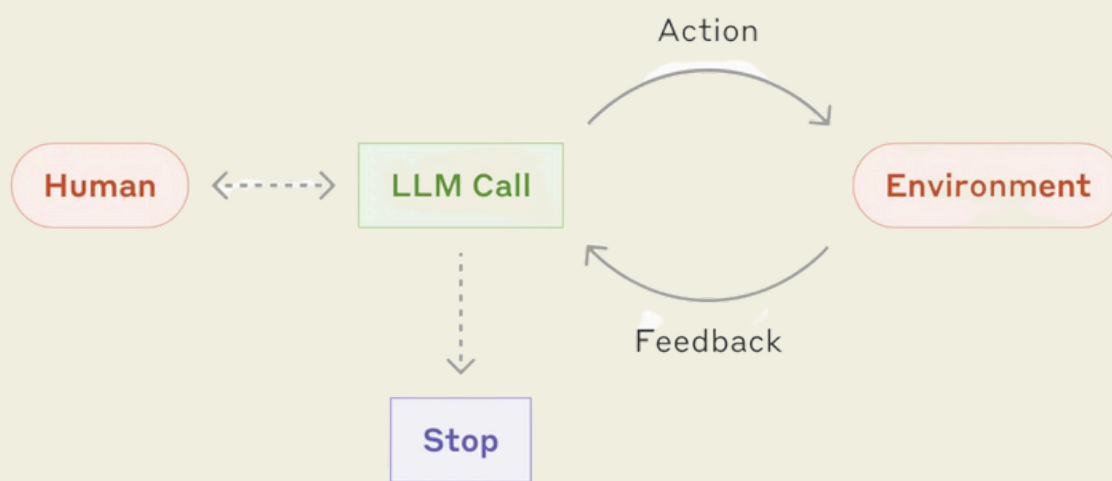 Action
Human
LLM Call
Environment
Feedback
Stop